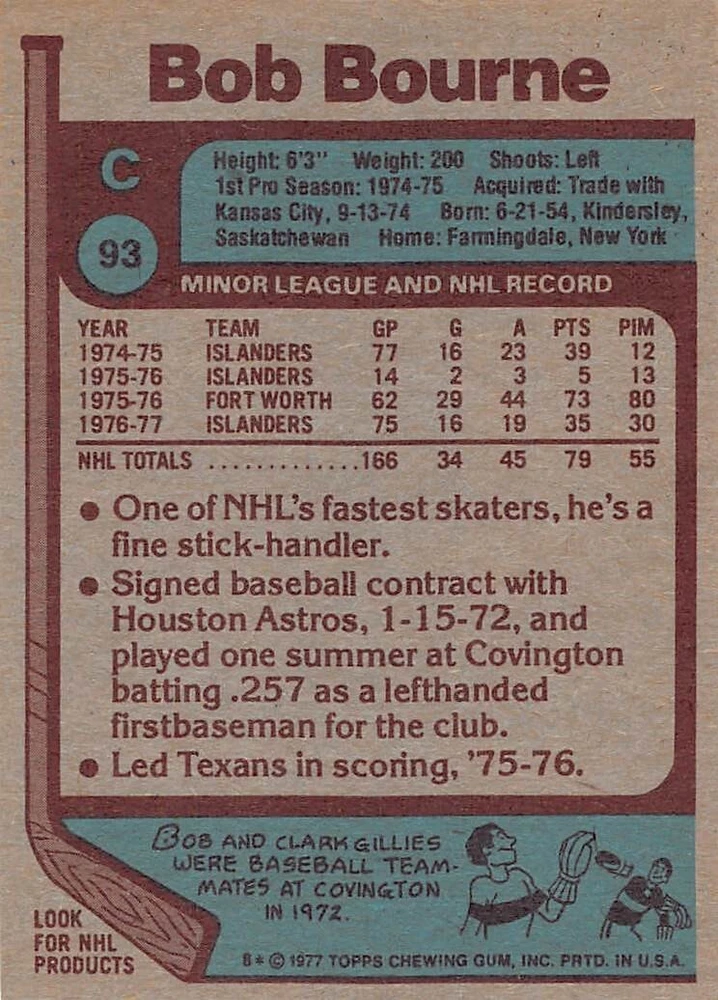 Bob Bourne
C
93
Height: 6'3" Weight: 200 Shoots: Left
1st Pro Season: 1974-75 Acquired: Trade with
Kansas City, 9-13-74 Born: 6-21-54, Kindersley,
Saskatchewan Home: Farmingdale, New York
MINOR LEAGUE AND NHL RECORD
YEAR TEAM GP G A PTS PIM
1974-75 ISLANDERS 77 16 23 39 12
1975-76 ISLANDERS 14 2 3 5 13
1975-76 FORT WORTH 62 29 44 73 80
1976-77 ISLANDERS 75 16 19 35 30
NHL TOTALS .............166 34 45 79 55
● One of NHL's fastest skaters, he's a
fine stick-handler.
● Signed baseball contract with
Houston Astros, 1-15-72, and
played one summer at Covington
batting .257 as a lefthanded
firstbaseman for the club.
● Led Texans in scoring, '75-76.
BOB AND CLARK GILLIES
WERE BASEBALL TEAM-
MATES AT COVINGTON
IN 1972.
LOOK
FOR NHL
PRODUCTS
8* © 1977 TOPPS CHEWING GUM, INC. PRTD. IN U.S.A.